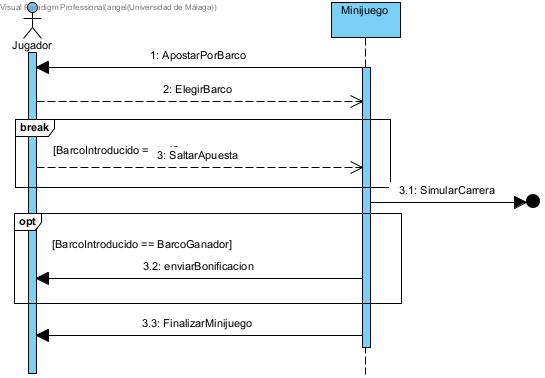 Visual Paradigm Professional(angel(Universidad de Málaga))
Minijuego
Jugador
1: ApostarPorBarco
2: ElegirBarco
break
[BarcoIntroducido =
3: SaltarApuesta
3.1: SimularCarrera
opt
[BarcoIntroducido == BarcoGanador]
3.2: enviarBonificacion
3.3: FinalizarMinijuego